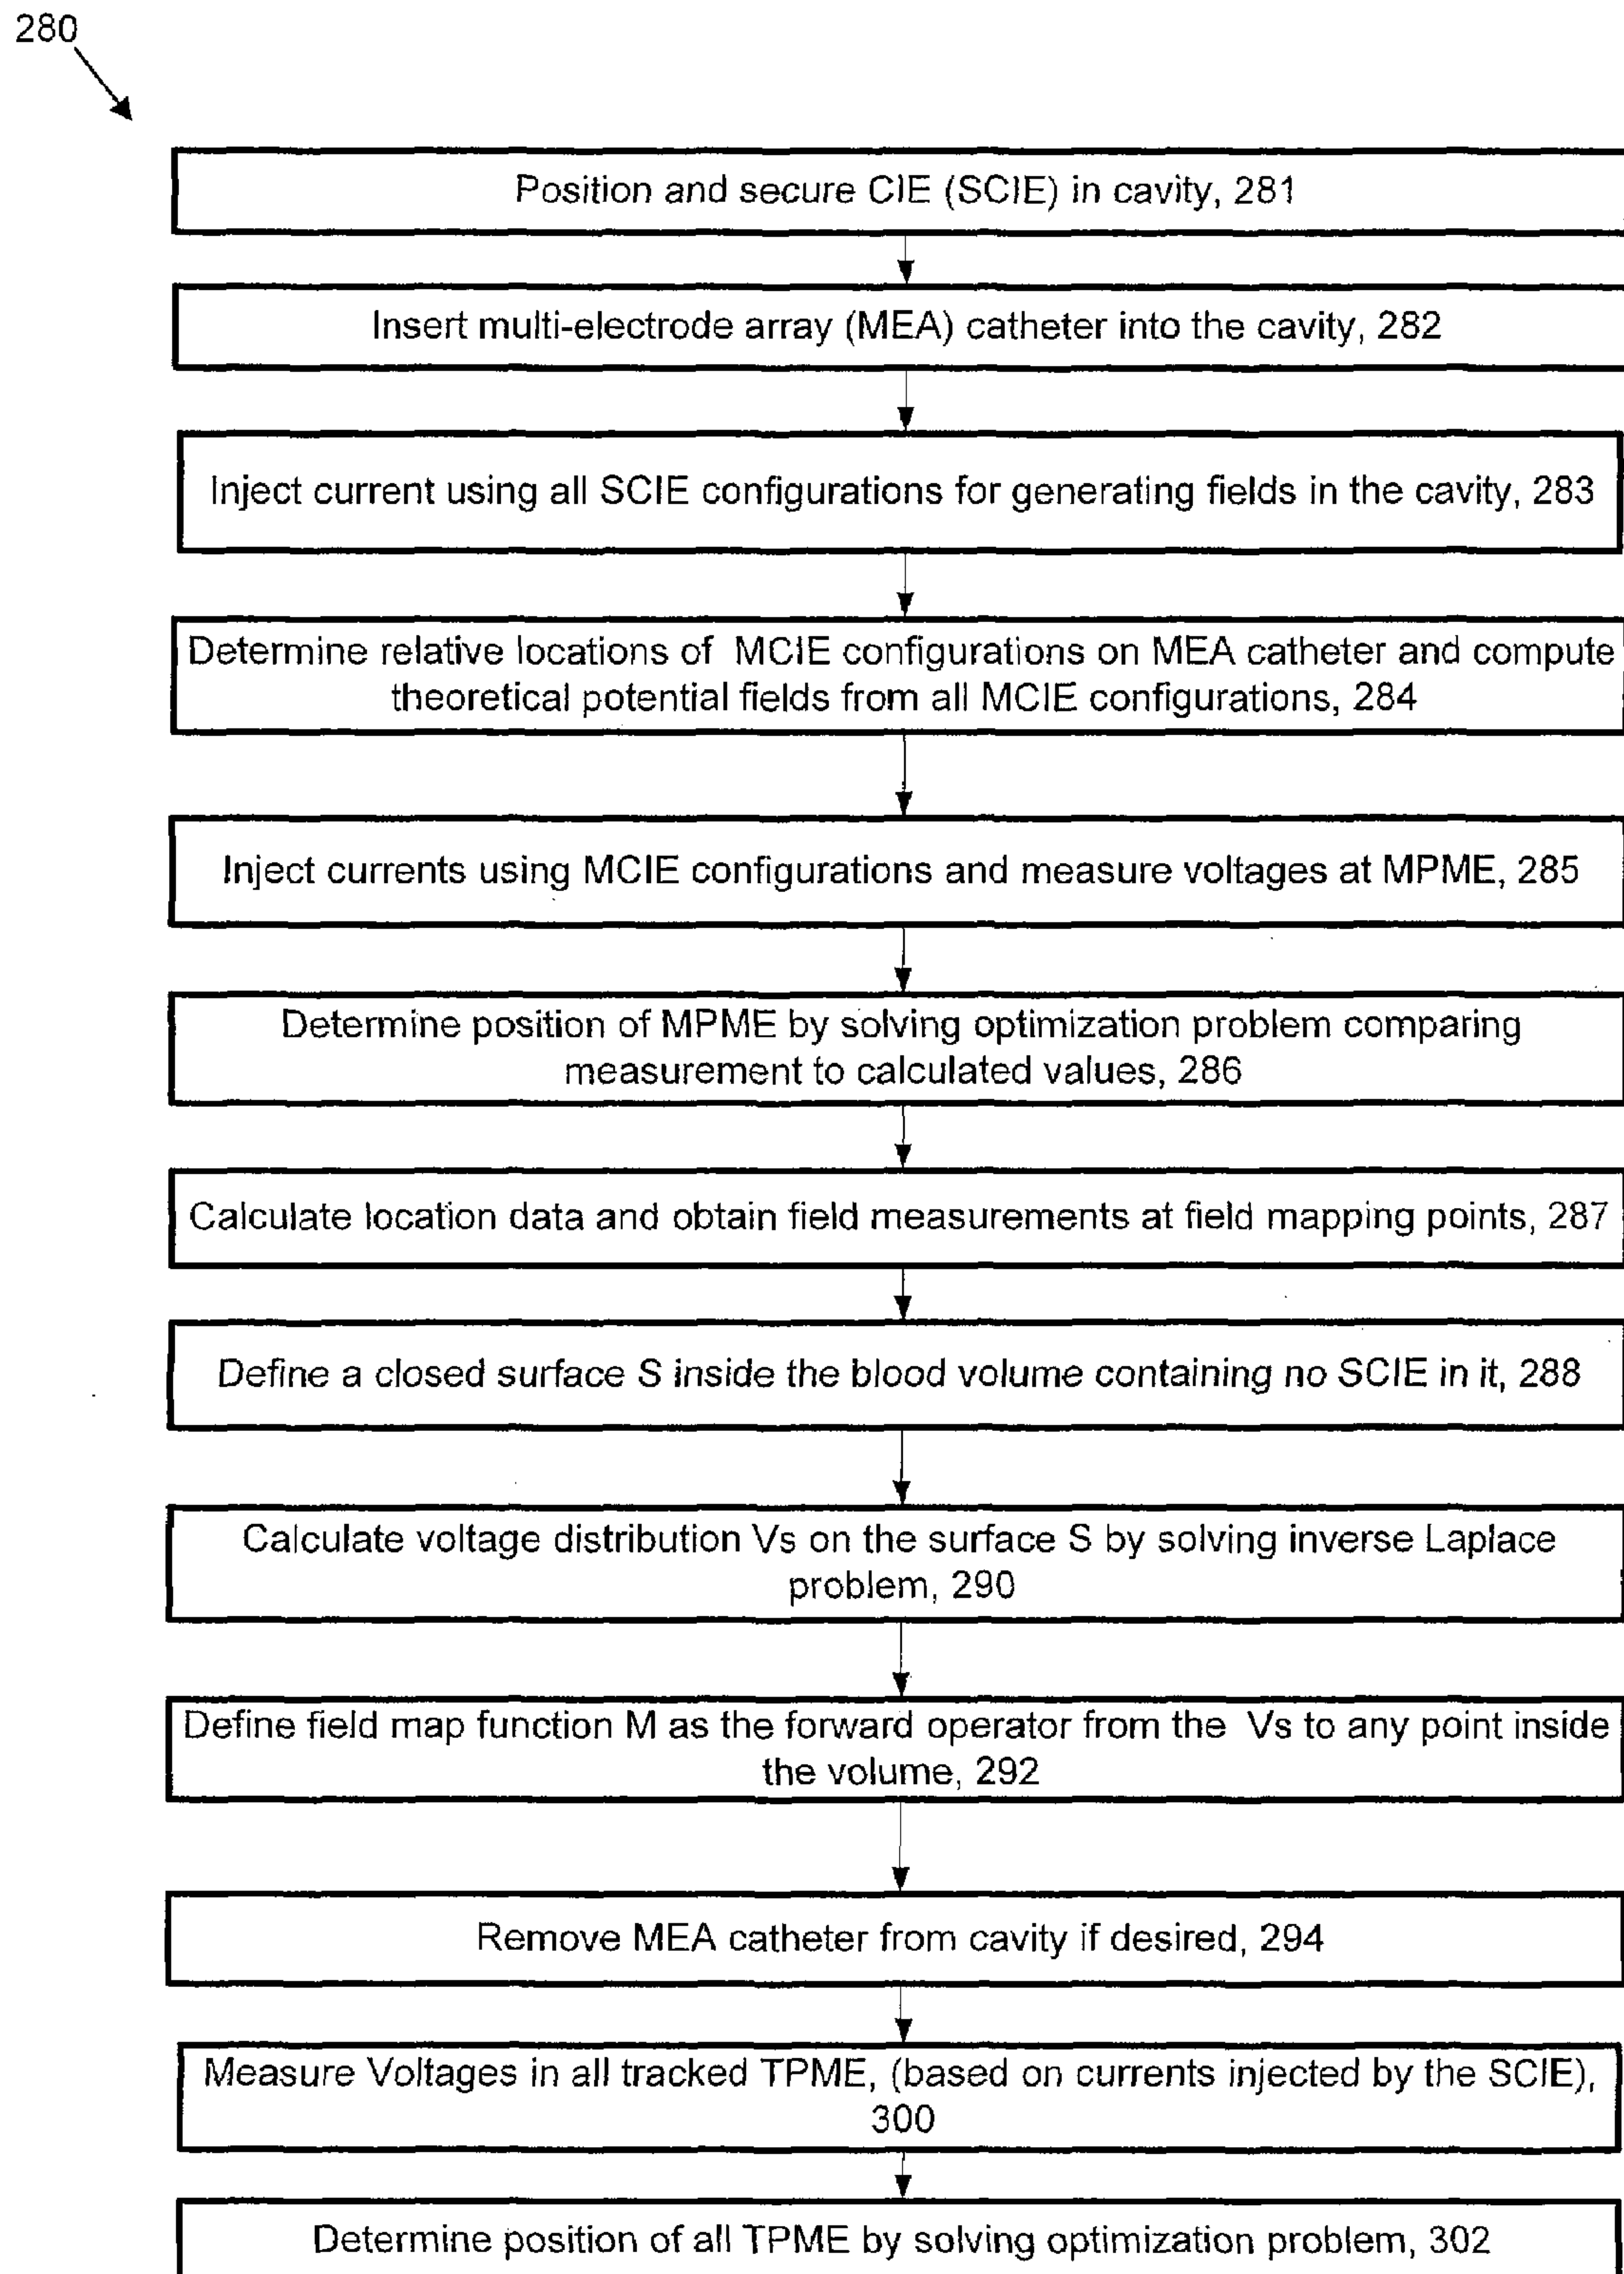 280
Position and secure CIE (SCIE) in cavity, 281
Insert multi-electrode array (MEA) catheter into the cavity, 282
Inject current using all SCIE configurations for generating fields in the cavity, 283
Determine relative locations of MCIE configurations on MEA catheter and compute
theoretical potential fields from all MCIE configurations, 284
Inject currents using MCIE configurations and measure voltages at MPME, 285
Determine position of MPME by solving optimization problem comparing
measurement to calculated values, 286
Calculate location data and obtain field measurements at field mapping points, 287
Define a closed surface S inside the blood volume containing no SCIE in it, 288
Calculate voltage distribution Vs on the surface S by solving inverse Laplace
problem, 290
Define field map function M as the forward operator from the Vs to any point inside
the volume, 292
Remove MEA catheter from cavity if desired, 294
Measure Voltages in all tracked TPME, (based on currents injected by the SCIE),
300
Determine position of all TPME by solving optimization problem, 302